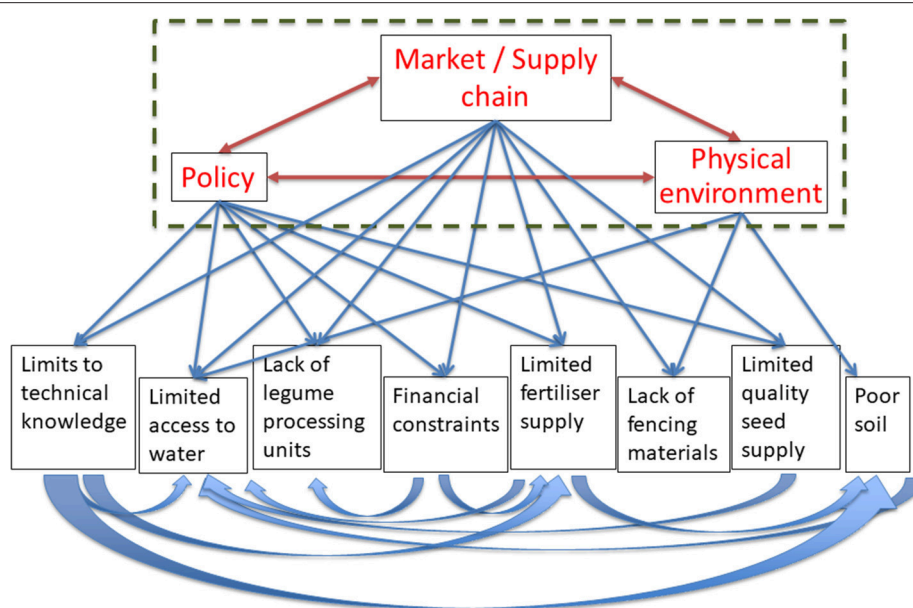 Market / Supply
chain
Policy
Physical
environment
Limits to
technical
knowledge
Limited
access to
water
Lack of
legume
processing
units
Financial
constraints
Limited
fertiliser
supply
Lack of
fencing
materials
Limited
quality
seed
supply
Poor
soil